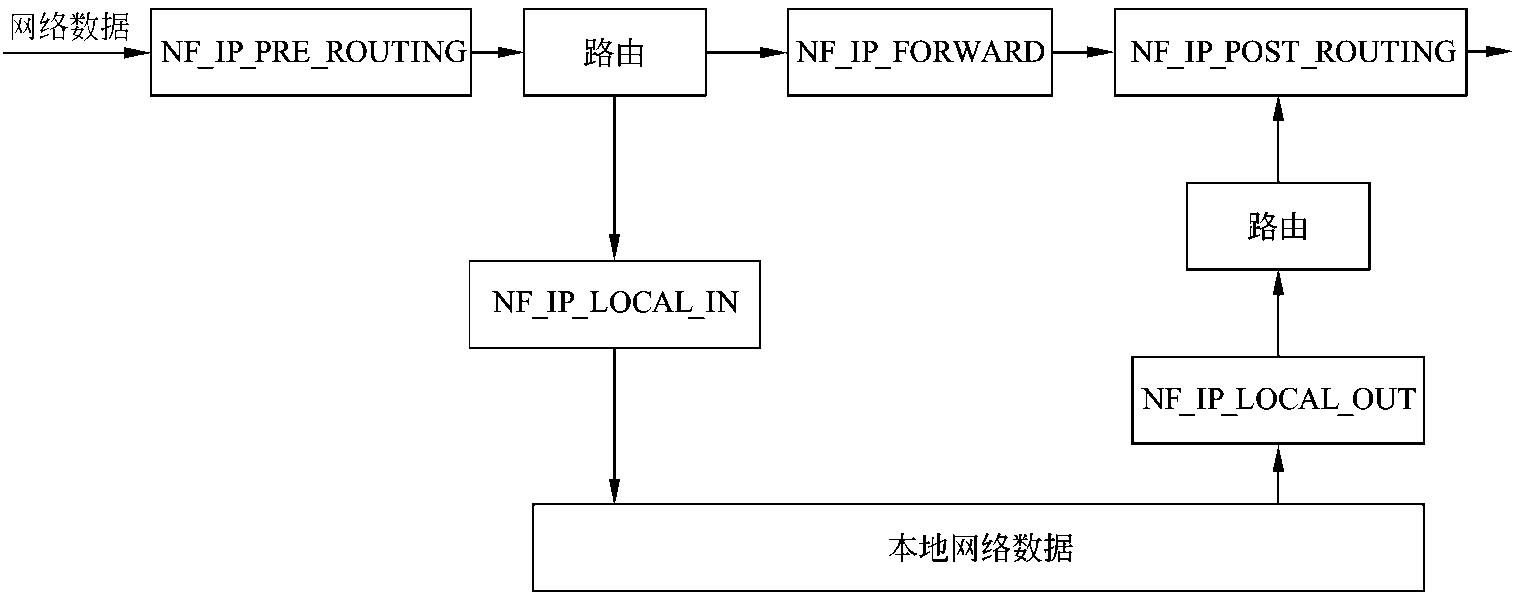 网络数据
NF_IP_PRE_ROUTING
路由
NF_IP_FORWARD
NF_IP_POST_ROUTING
路由
NF_IP_LOCAL_IN
NF_IP_LOCAL_OUT
本地网络数据